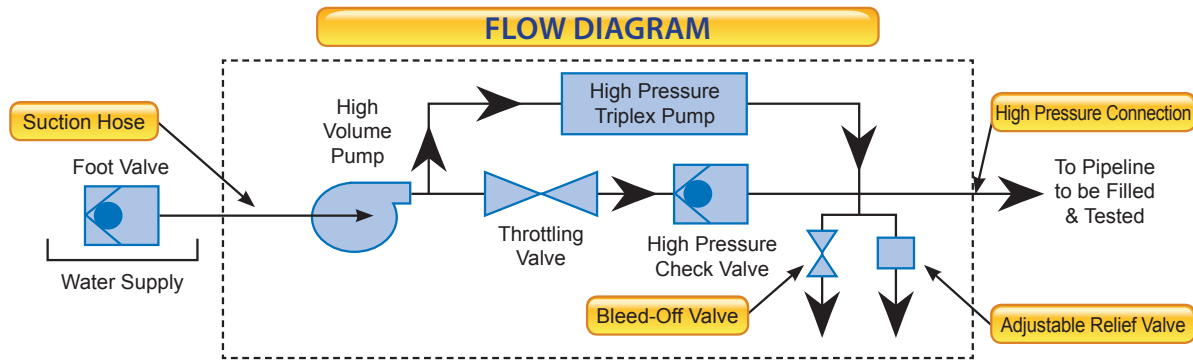 FLOW DIAGRAM
Suction Hose
Foot Valve
Water Supply
High
Volume
Pump
High Pressure
Triplex Pump
Throttling
Valve
High Pressure
Check Valve
Bleed-Off Valve
High Pressure Connection
To Pipeline
to be Filled
& Tested
Adjustable Relief Valve